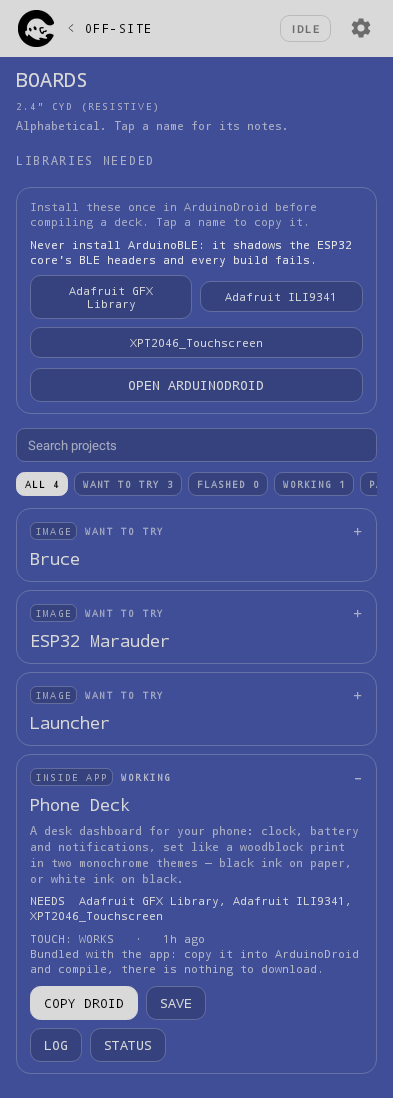 < OFF-SITE
IDLE
BOARDS
2.4" CYD (RESISTIVE)
Alphabetical. Tap a name for its notes.
LIBRARIES NEEDED
Install these once in ArduinoDroid before
compiling a deck. Tap a name to copy it.
Never install ArduinoBLE: it shadows the ESP32
core's BLE headers and every build fails.
Adafruit GFX
Library
Adafruit ILI9341
XPT2046_Touchscreen
OPEN ARDUINODROID
Search projects
ALL 4
WANT TO TRY 3
FLASHED 0
WORKING 1
IMAGE WANT TO TRY +
Bruce
IMAGE WANT TO TRY +
ESP32 Marauder
IMAGE WANT TO TRY +
Launcher
INSIDE APP WORKING −
Phone Deck
A desk dashboard for your phone: clock, battery
and notifications, set like a woodblock print
in two monochrome themes — black ink on paper,
or white ink on black.
NEEDS Adafruit GFX Library, Adafruit ILI9341,
XPT2046_Touchscreen
TOUCH: WORKS · 1h ago
Bundled with the app: copy it into ArduinoDroid
and compile, there is nothing to download.
COPY DROID
SAVE
LOG
STATUS